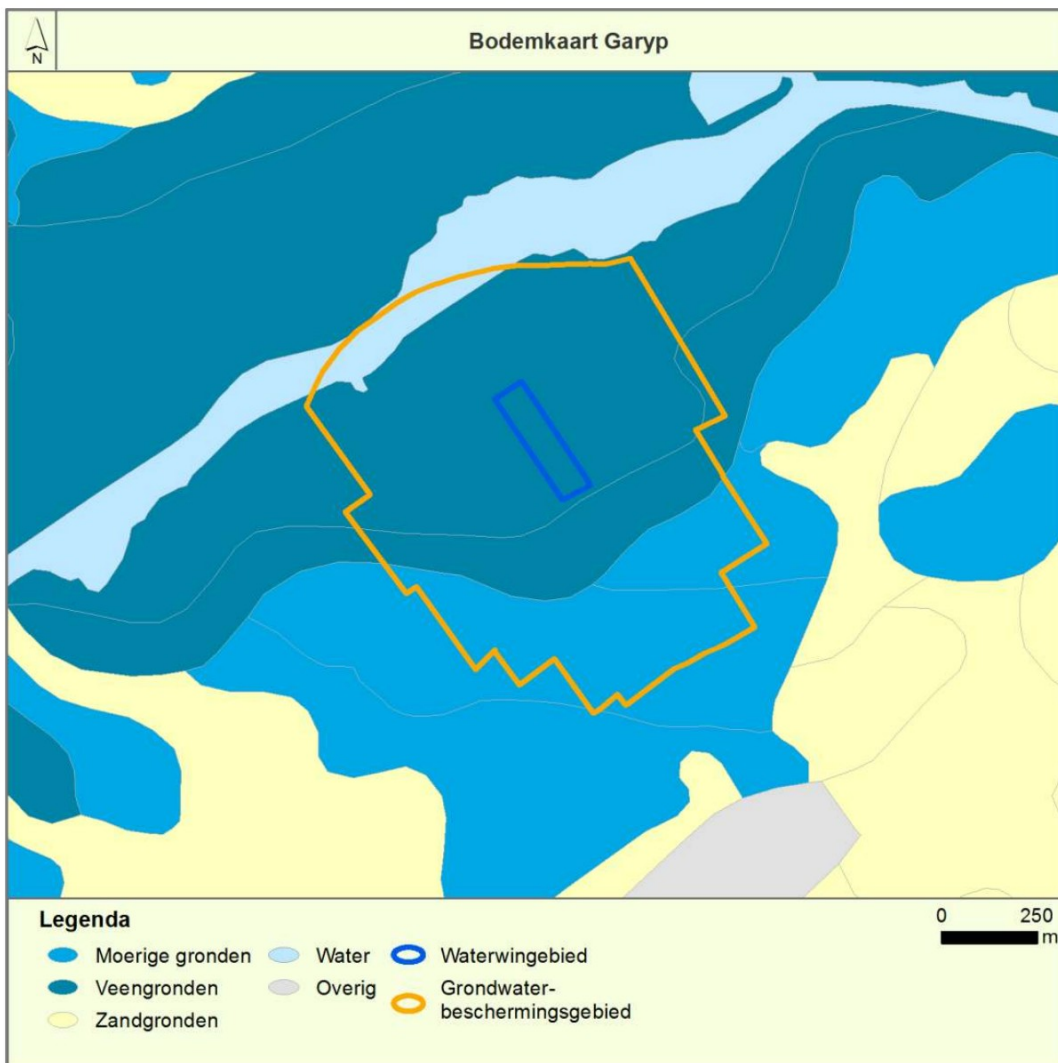 N
Bodemkaart Garyp
Legenda
Moerige gronden
Veengronden
Zandgronden
Water
Overig
Waterwingebied
Grondwater-
beschermingsgebied
0 250
m